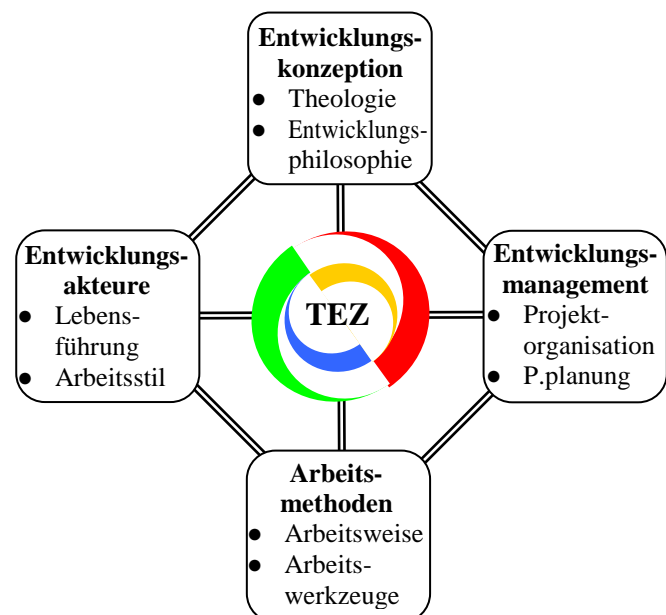 Entwicklungs-
konzeption
● Theologie
● Entwicklungs-
philosophie
Entwicklungs-
akteure
● Lebens-
führung
● Arbeitsstil
TEZ
Entwicklungs-
management
● Projekt-
organisation
● P.planung
Arbeits-
methoden
● Arbeitsweise
● Arbeits-
werkzeuge